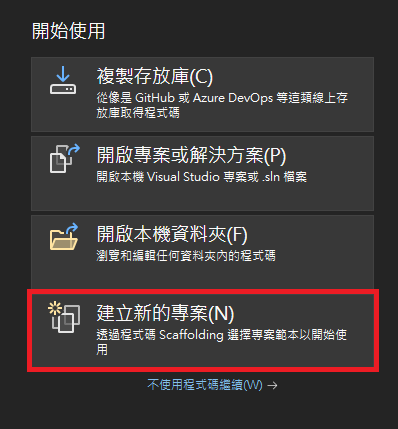 開始使用
複製存放庫(C)
從像是 GitHub 或 Azure DevOps 等這類線上存
放庫取得程式碼
開啟專案或解決方案(P)
開啟本機 Visual Studio 專案或 .sln 檔案
開啟本機資料夾(F)
瀏覽和編輯任何資料夾內的程式碼
建立新的專案(N)
透過程式碼 Scaffolding 選擇專案範本以開始使
用
不使用程式碼繼續(W) →